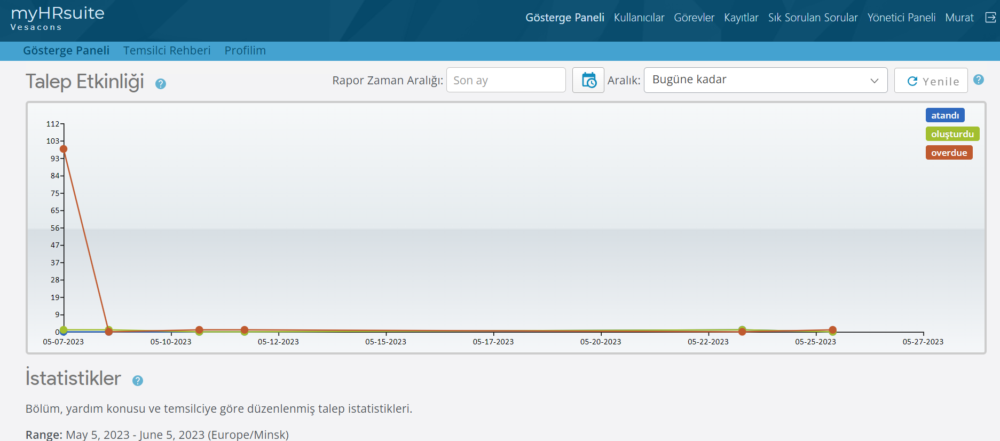 myHRsuite
Vesacons
Gösterge Paneli Kullanıcılar Görevler Kayıtlar Sık Sorulan Sorular Yönetici Paneli Murat
Gösterge Paneli Temsilci Rehberi Profilim
Talep Etkinliği ?
Rapor Zaman Aralığı: Son ay Aralık: Bugüne kadar Yenile ?
atandı
oluşturdu
overdue
112
103
93
84
75
65
56
47
37
28
19
9
0
05-07-2023 05-10-2023 05-12-2023 05-15-2023 05-17-2023 05-20-2023 05-22-2023 05-25-2023 05-27-2023
İstatistikler ?
Bölüm, yardım konusu ve temsilciye göre düzenlenmiş talep istatistikleri.
Range: May 5, 2023 - June 5, 2023 (Europe/Minsk)